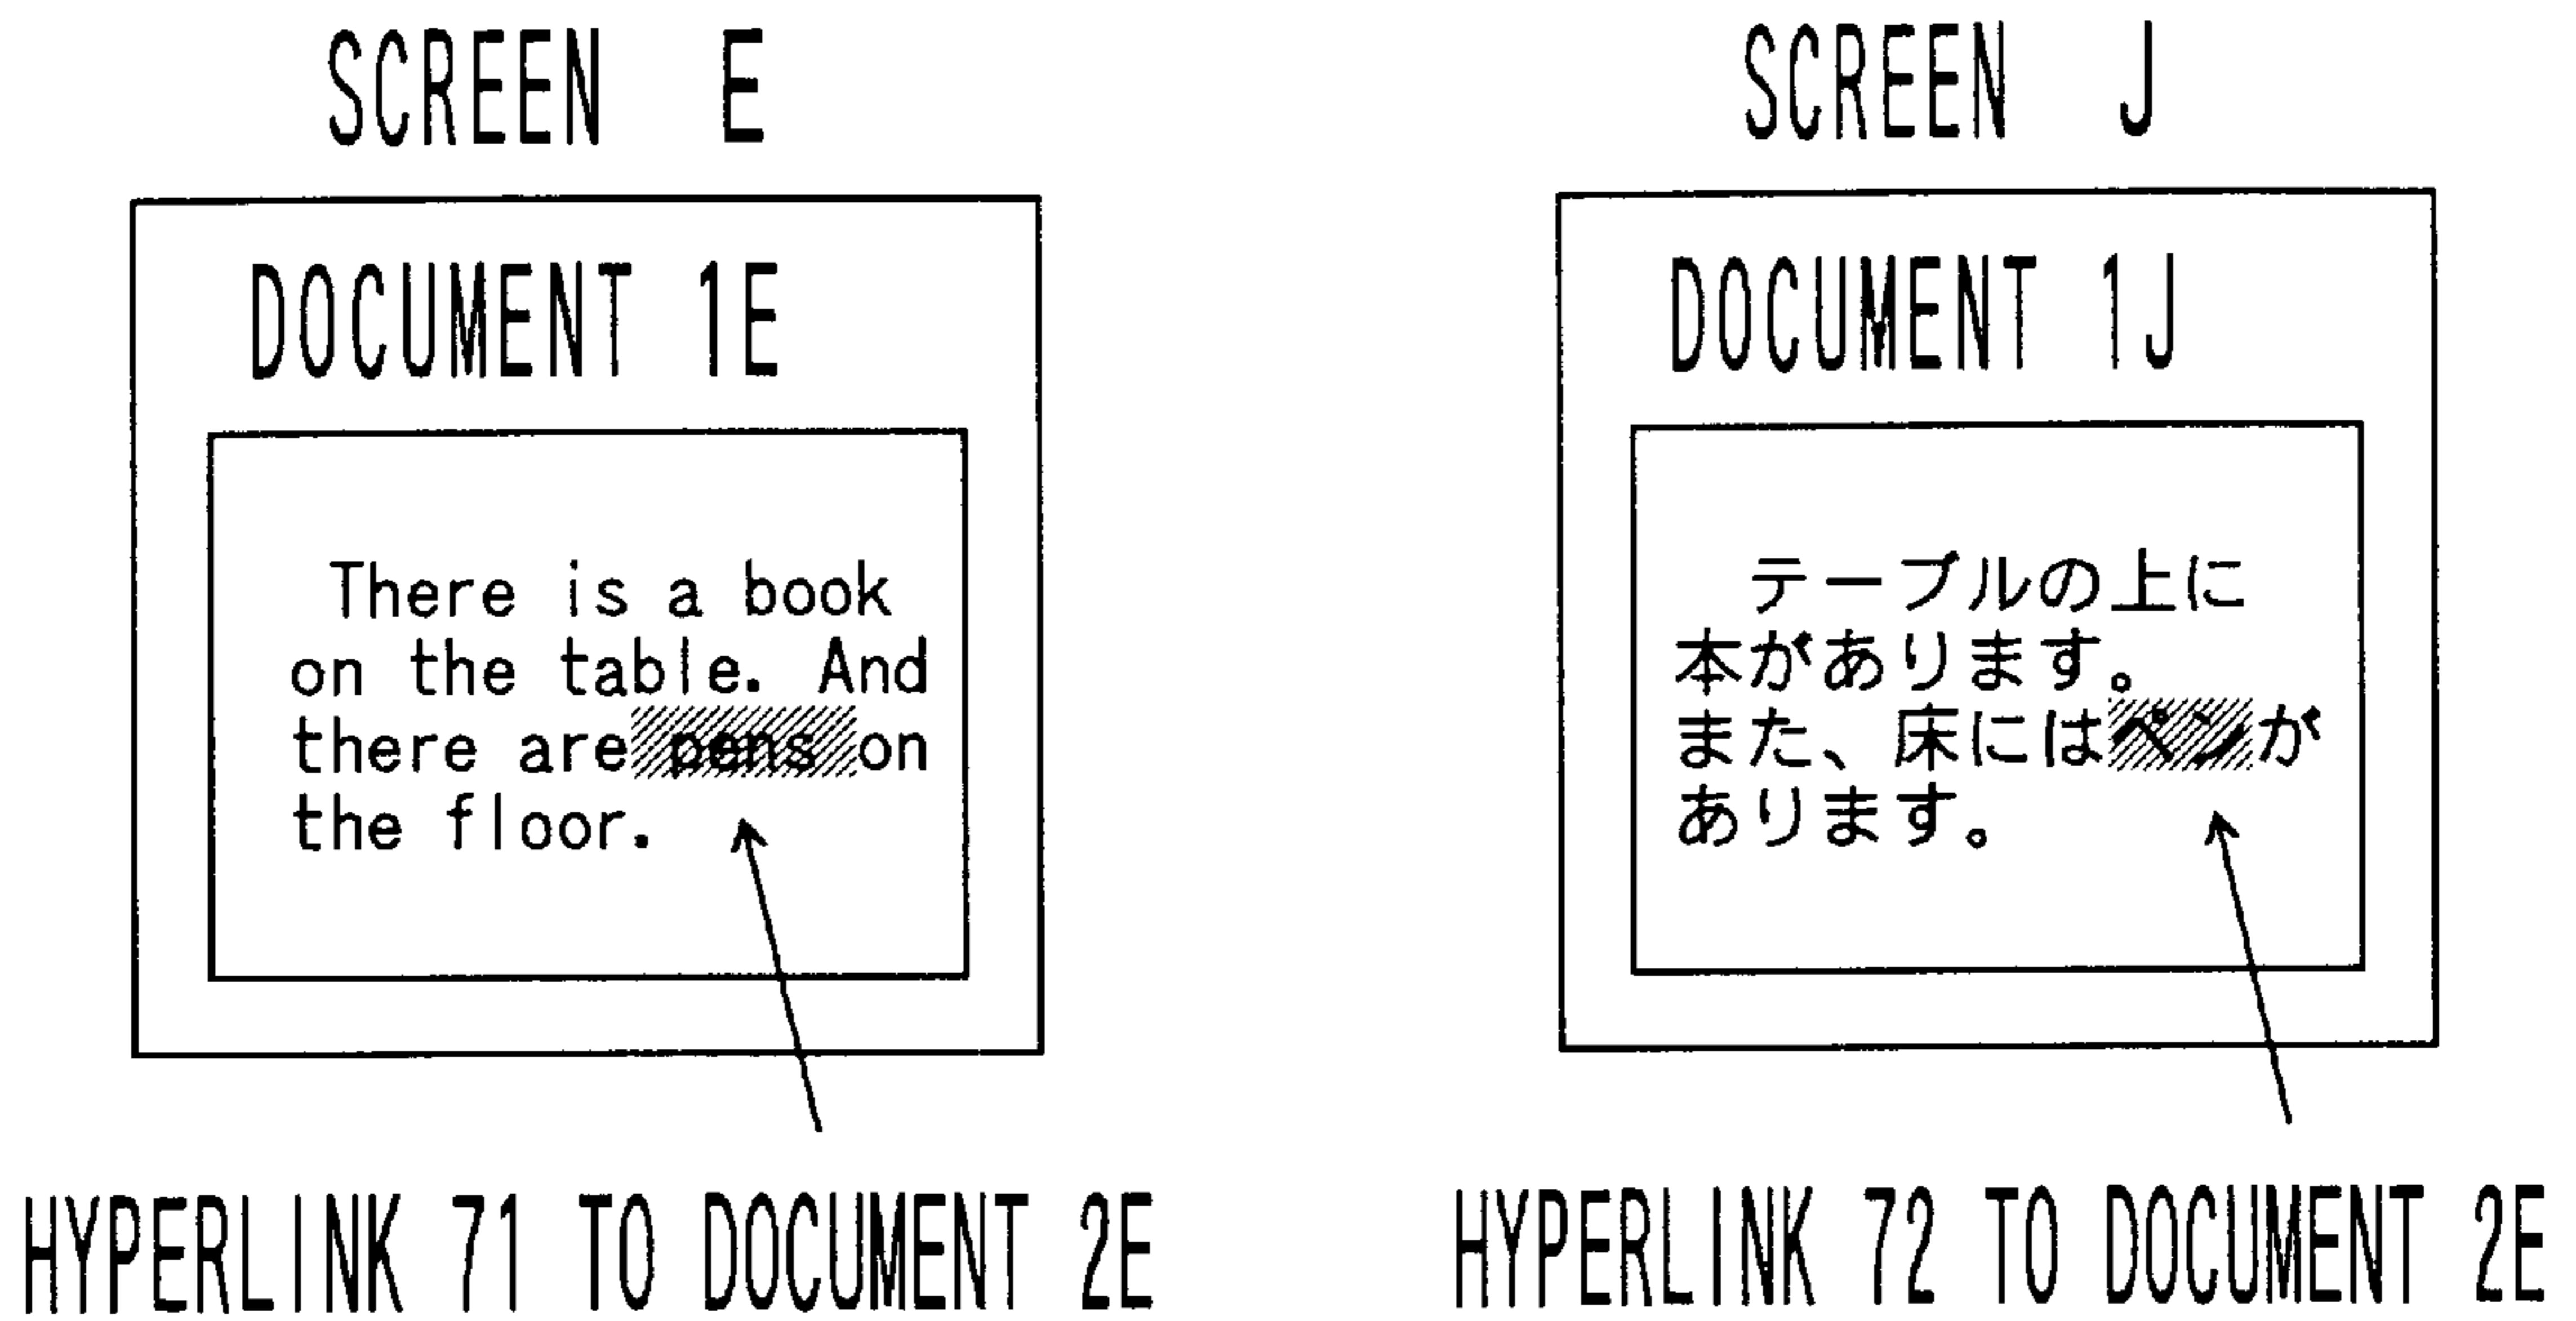 SCREEN E
DOCUMENT 1E
There is a book
on the table. And
there are pens on
the floor.
HYPERLINK 71 TO DOCUMENT 2E
SCREEN J
DOCUMENT 1J
テーブルの上に
本があります。
また、床にはペンが
あります。
HYPERLINK 72 TO DOCUMENT 2E